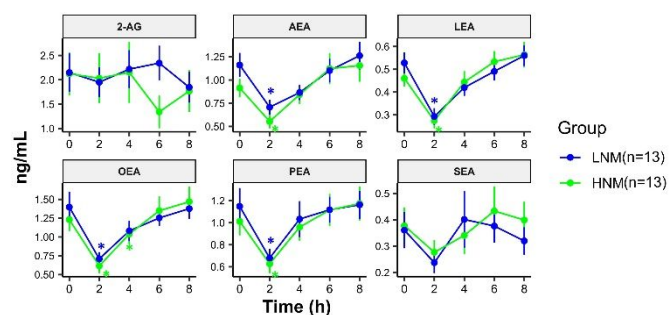 2-AG
AEA
LEA
2.5
2.0
1.5
1.0
0 2 4 6 8
1.25
1.00
0.75
0.50
*
*
0 2 4 6 8
0.6
0.5
0.4
0.3
*
*
0 2 4 6 8
ng/mL
Group
LNM(n=13)
HNM(n=13)
OEA
PEA
SEA
1.50
1.25
1.00
0.75
0.50
*
*
*
0 2 4 6 8
1.4
1.2
1.0
0.8
0.6
*
*
0 2 4 6 8
0.5
0.4
0.3
0.2
0 2 4 6 8
Time (h)